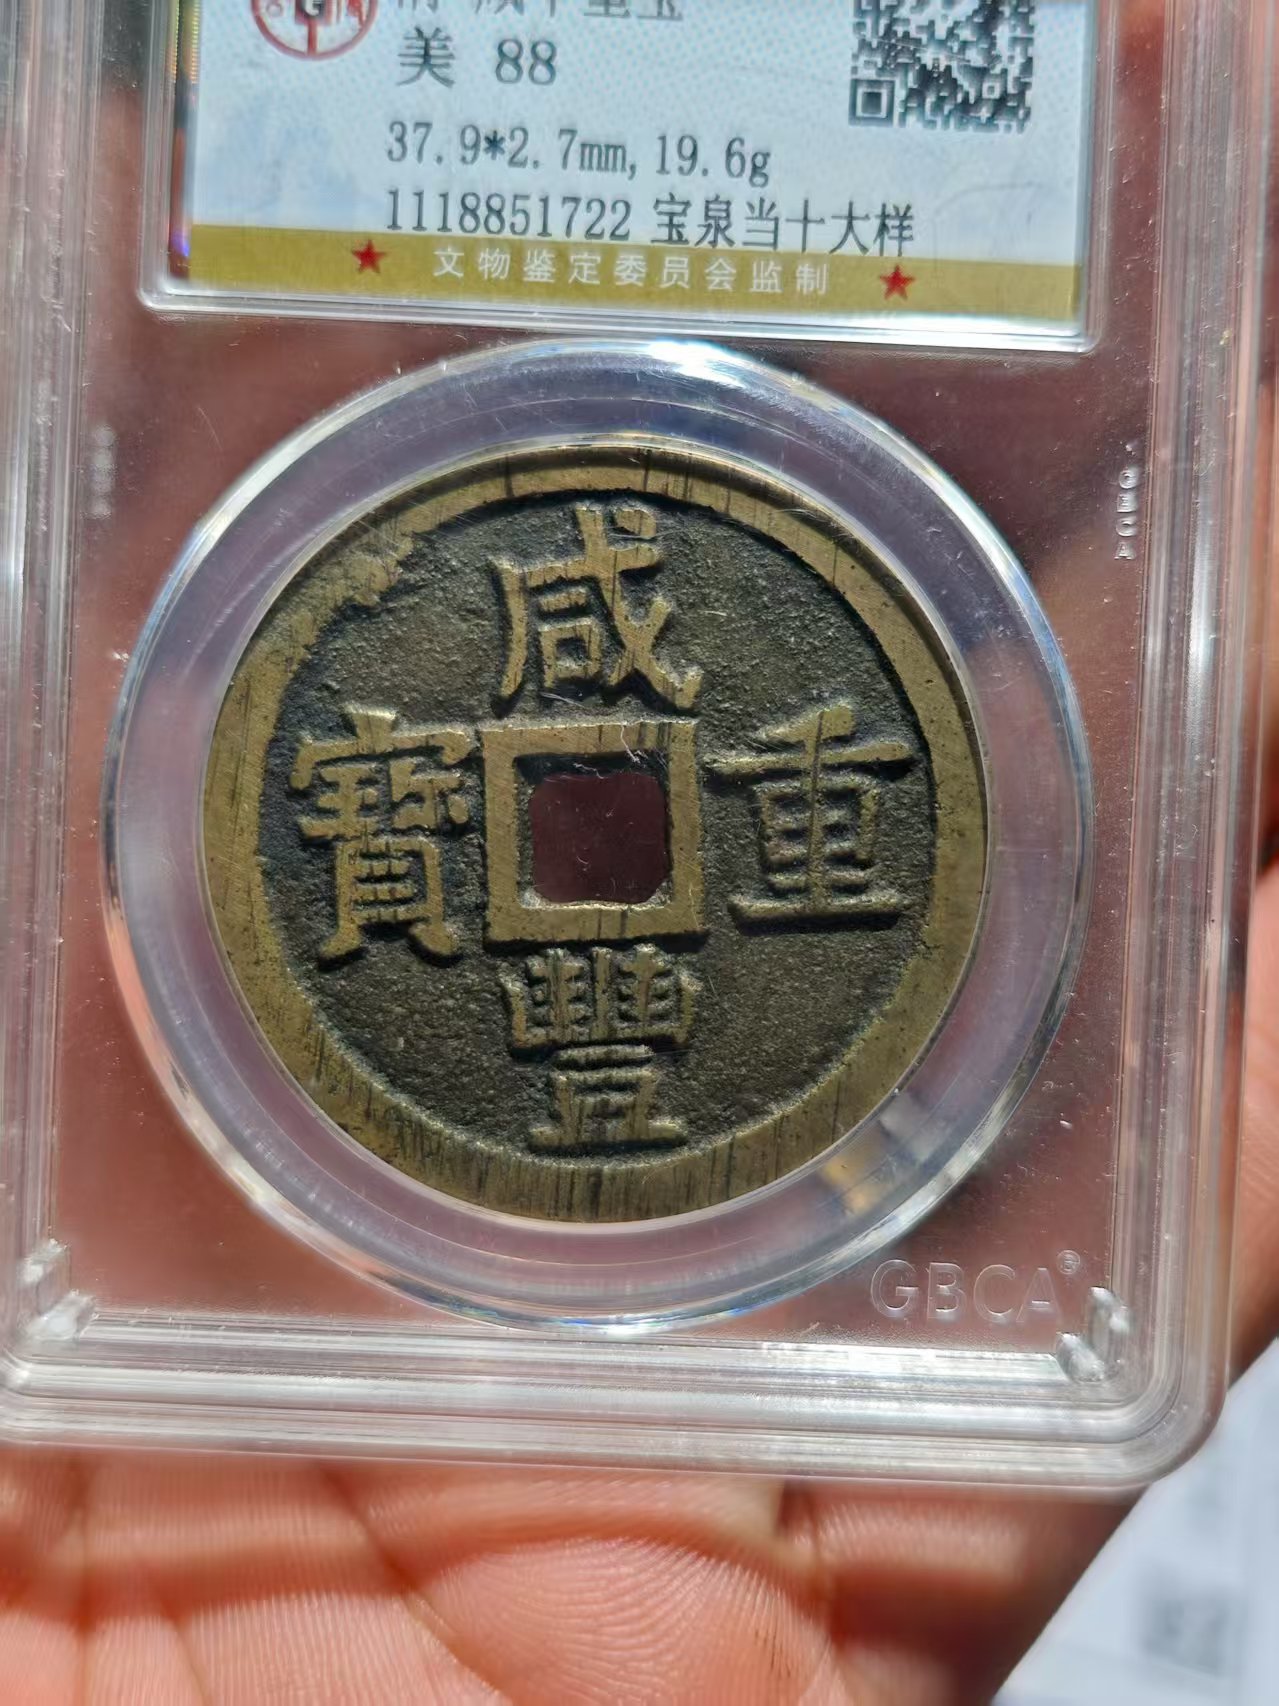 美 88
37.9*2.7mm, 19.6g
1118851722 宝泉当十大样
★ 文物鉴定委员会监制 ★
咸
寶 重
豐
GBCA
GBCA®